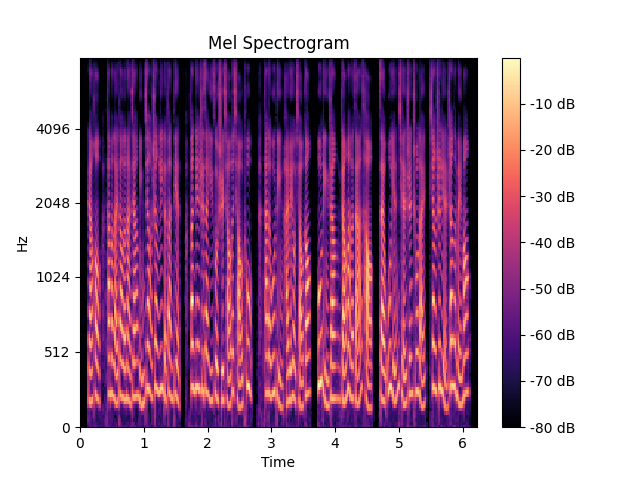 Mel Spectrogram
Hz
4096
2048
1024
512
0
0 1 2 3 4 5 6
Time
-10 dB
-20 dB
-30 dB
-40 dB
-50 dB
-60 dB
-70 dB
-80 dB